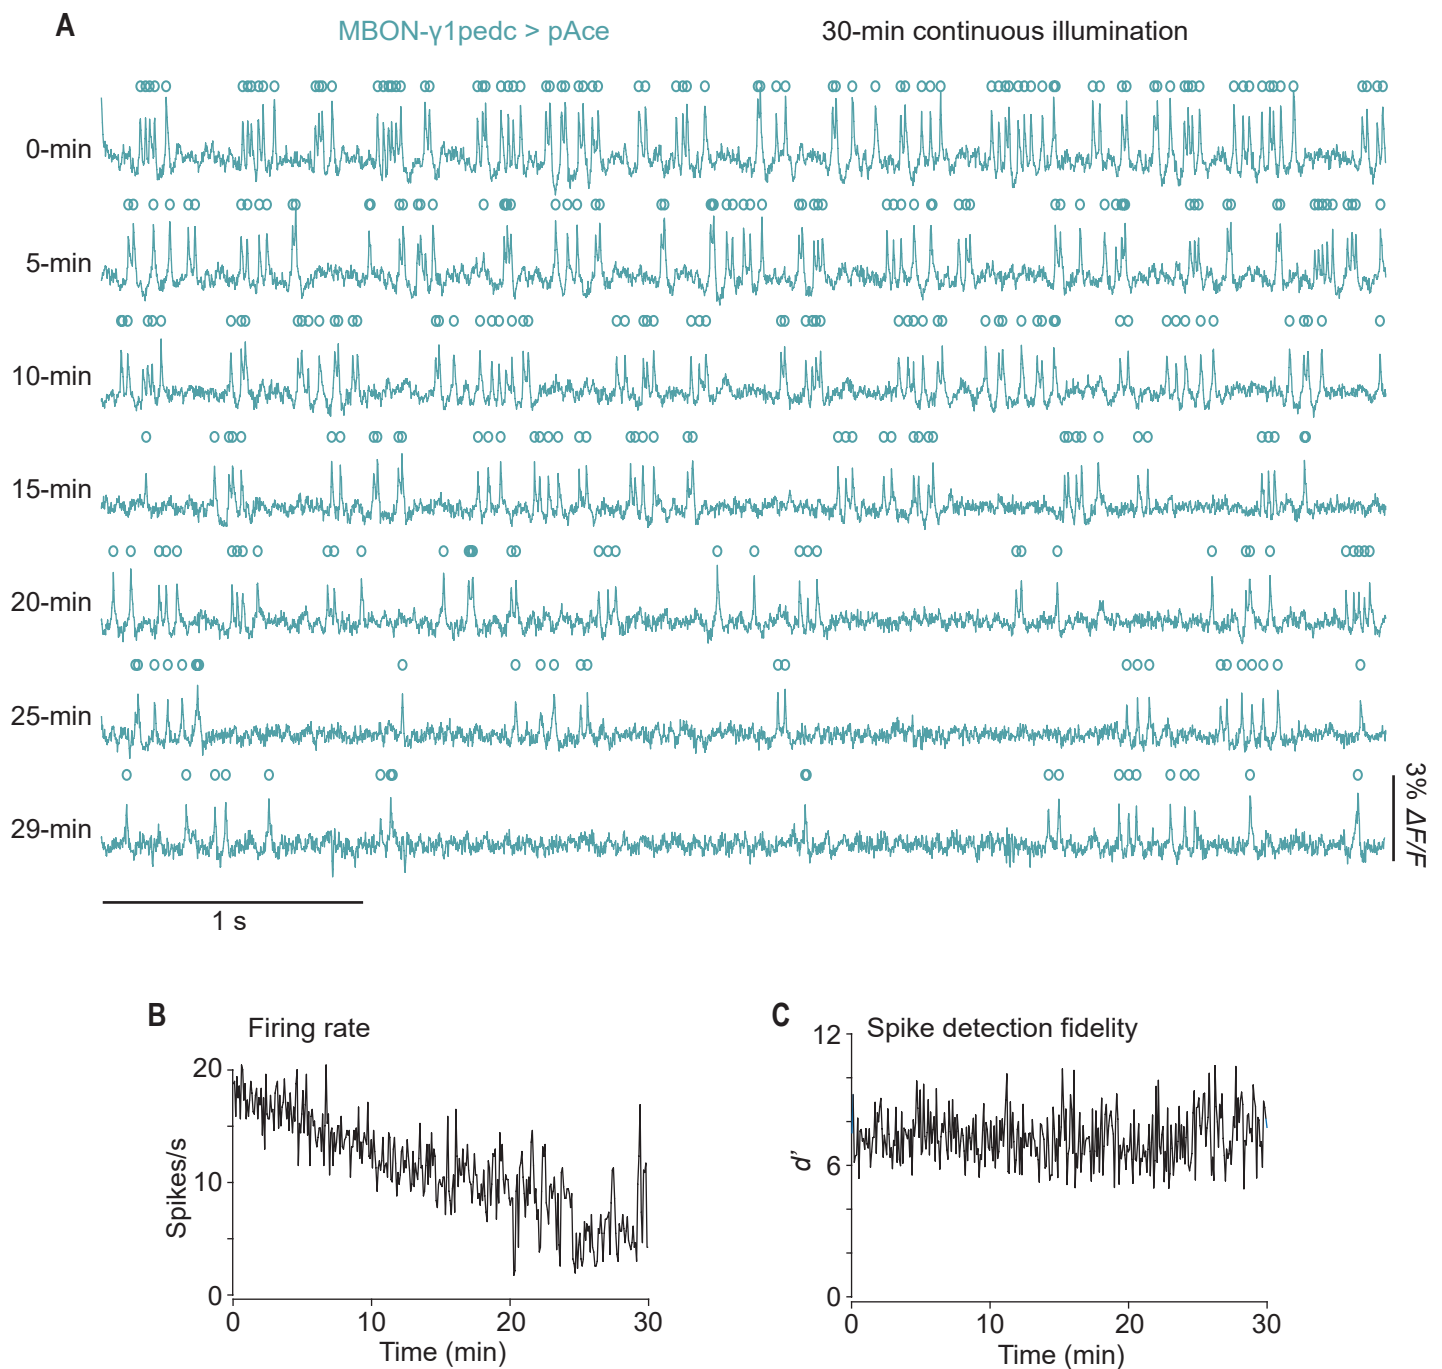 A
MBON-γ1pedc > pAce
30-min continuous illumination
0-min
5-min
10-min
15-min
20-min
25-min
29-min
3% ΔF/F
1 s
B
Firing rate
20
10
0
Spikes/s
0 10 20 30
Time (min)
C
Spike detection fidelity
12
6
0
d′
0 10 20 30
Time (min)